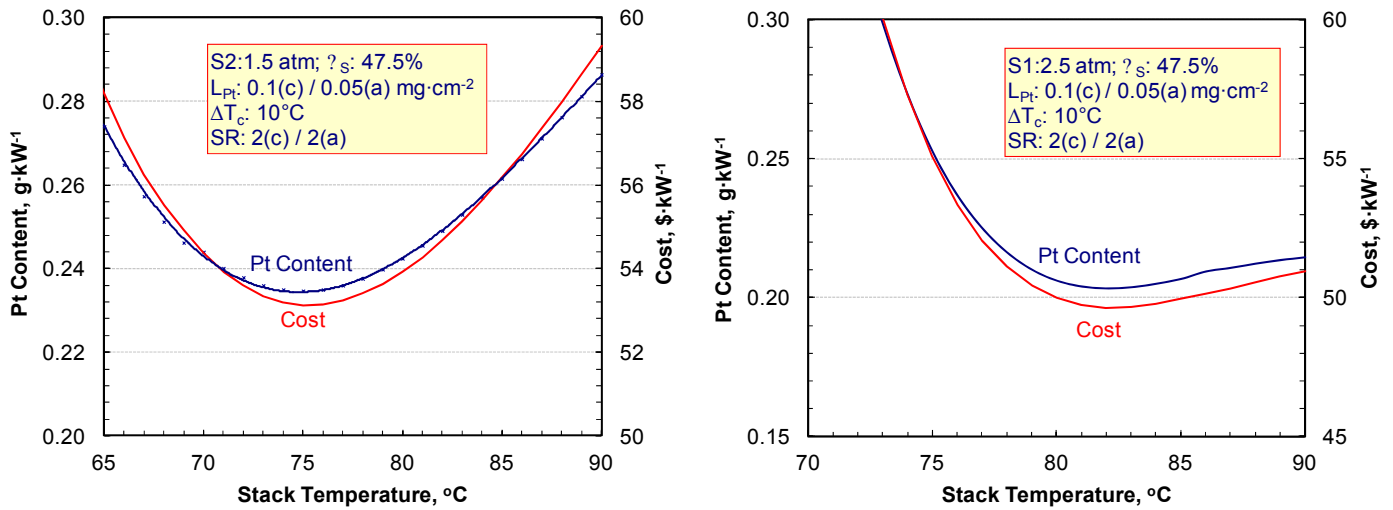 0.30
0.28
0.26
0.24
0.22
0.20
Pt Content, g·kW-1
60
58
56
54
52
50
Cost, $·kW-1
S2:1.5 atm; ?S: 47.5%
LPt: 0.1(c) / 0.05(a) mg·cm-2
ΔTc: 10°C
SR: 2(c) / 2(a)
Pt Content
Cost
65 70 75 80 85 90
Stack Temperature, oC
0.30
0.25
0.20
0.15
Pt Content, g·kW-1
60
55
50
45
Cost, $·kW-1
S1:2.5 atm; ?S: 47.5%
LPt: 0.1(c) / 0.05(a) mg·cm-2
ΔTc: 10°C
SR: 2(c) / 2(a)
Pt Content
Cost
70 75 80 85 90
Stack Temperature, oC